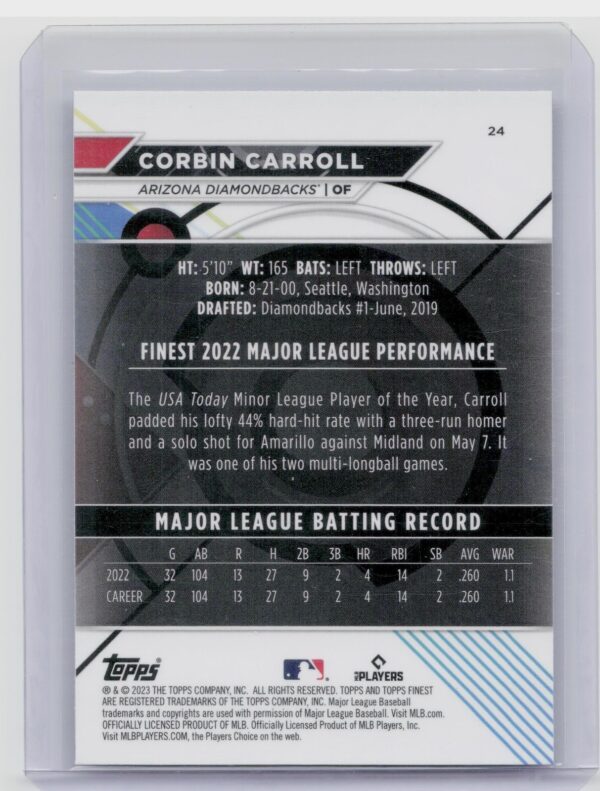 24
CORBIN CARROLL
ARIZONA DIAMONDBACKS® | OF
HT: 5'10" WT: 165 BATS: LEFT THROWS: LEFT
BORN: 8-21-00, Seattle, Washington
DRAFTED: Diamondbacks #1-June, 2019
FINEST 2022 MAJOR LEAGUE PERFORMANCE
The USA Today Minor League Player of the Year, Carroll
padded his lofty 44% hard-hit rate with a three-run homer
and a solo shot for Amarillo against Midland on May 7. It
was one of his two multi-longball games.
MAJOR LEAGUE BATTING RECORD
G AB R H 2B 3B HR RBI SB AVG WAR
2022 32 104 13 27 9 2 4 14 2 .260 1.1
CAREER 32 104 13 27 9 2 4 14 2 .260 1.1
topps®
MLB PLAYERS
® & © 2023 THE TOPPS COMPANY, INC. ALL RIGHTS RESERVED. TOPPS AND TOPPS FINEST
ARE REGISTERED TRADEMARKS OF THE TOPPS COMPANY, INC. Major League Baseball
trademarks and copyrights are used with permission of Major League Baseball. Visit MLB.com.
OFFICIALLY LICENSED PRODUCT OF MLB. Officially Licensed Product of MLB Players, Inc.
Visit MLBPLAYERS.COM, the Players Choice on the web.